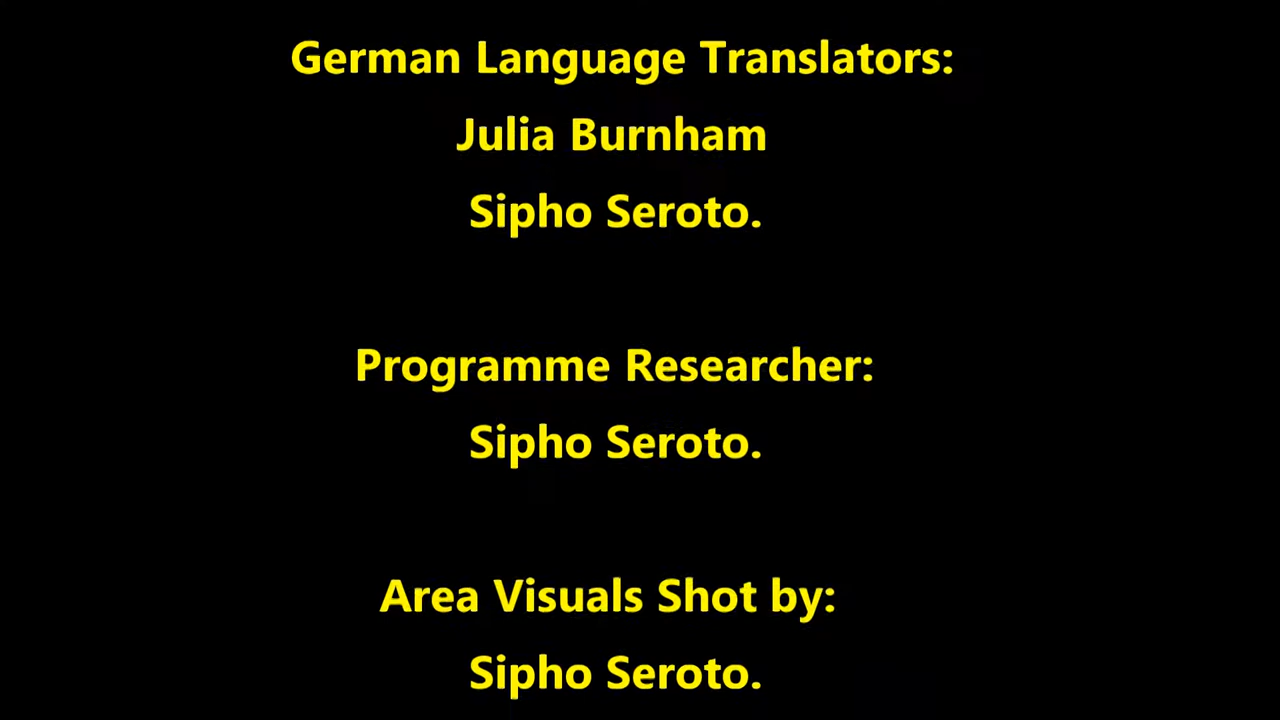 German Language Translators:
Julia Burnham
Sipho Seroto.
Programme Researcher:
Sipho Seroto.
Area Visuals Shot by:
Sipho Seroto.